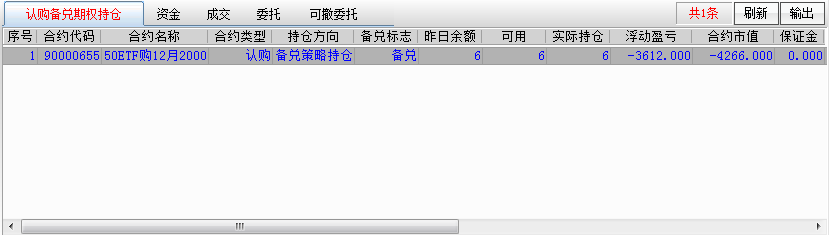 认购备兑期权持仓 资金 成交 委托 可撤委托 共1条 刷新 输出
序号 合约代码 合约名称 合约类型 持仓方向 备兑标志 昨日余额 可用 实际持仓 浮动盈亏 合约市值 保证金
1 90000655 50ETF购12月2000 认购 备兑策略持仓 备兑 6 6 6 -3612.000 -4266.000 0.000